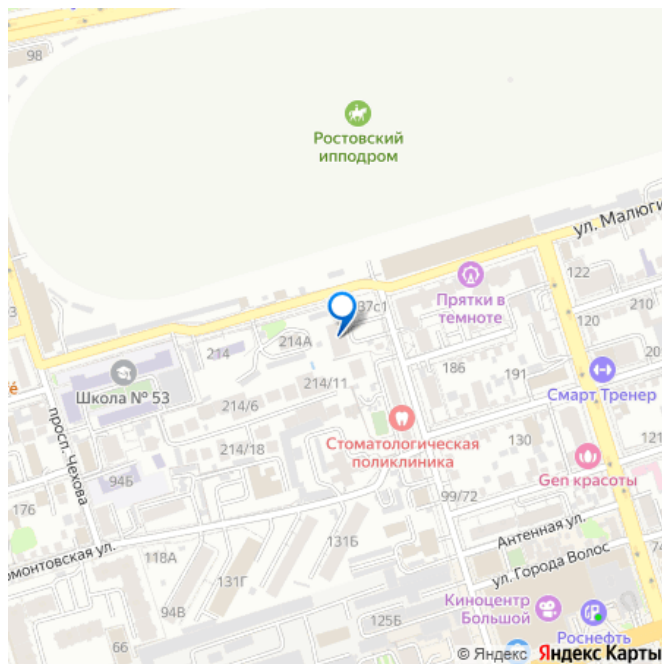 98
Ростовский
ипподром
ул. Малюги
Прятки в
темноте
122
37с1
120
210
214
214А
186
191
Школа № 53
214/11
Смарт Тренер
214/6
Стоматологическая
поликлиника
130
214/18
121
Gen красоты
просп. Чехова
94Б
99/72
176
Антенная ул.
омонтовская ул.
118А
131Б
ул. Города Волос
131Г
Киноцентр
Большой
94В
125Б
Роснефть
66
© Яндекс Яндекс Карты